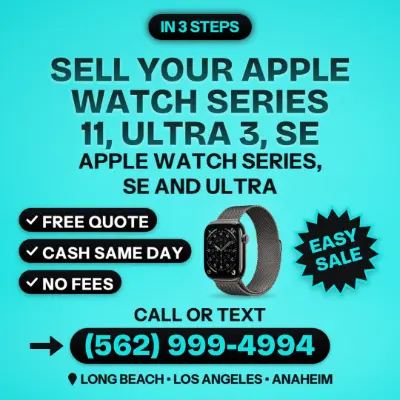 IN 3 STEPS
SELL YOUR APPLE
WATCH SERIES
11, ULTRA 3, SE
APPLE WATCH SERIES,
SE AND ULTRA
FREE QUOTE
CASH SAME DAY
NO FEES
EASY
SALE
CALL OR TEXT
(562) 999-4994
LONG BEACH • LOS ANGELES • ANAHEIM